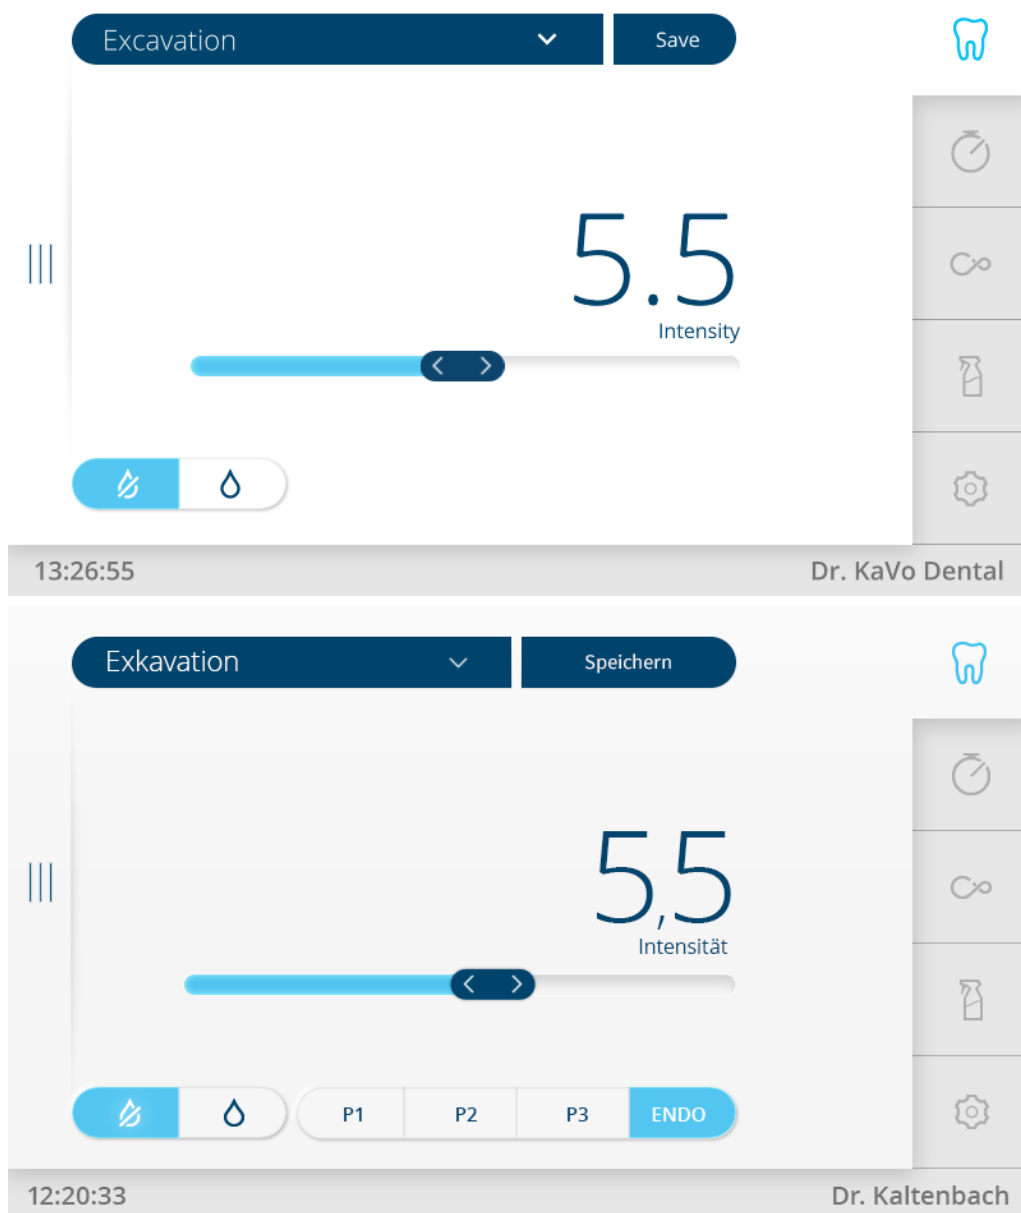 Excavation Save
5.5
Intensity
13:26:55 Dr. KaVo Dental
Exkavation Speichern
5,5
Intensität
P1 P2 P3 ENDO
12:20:33 Dr. Kaltenbach